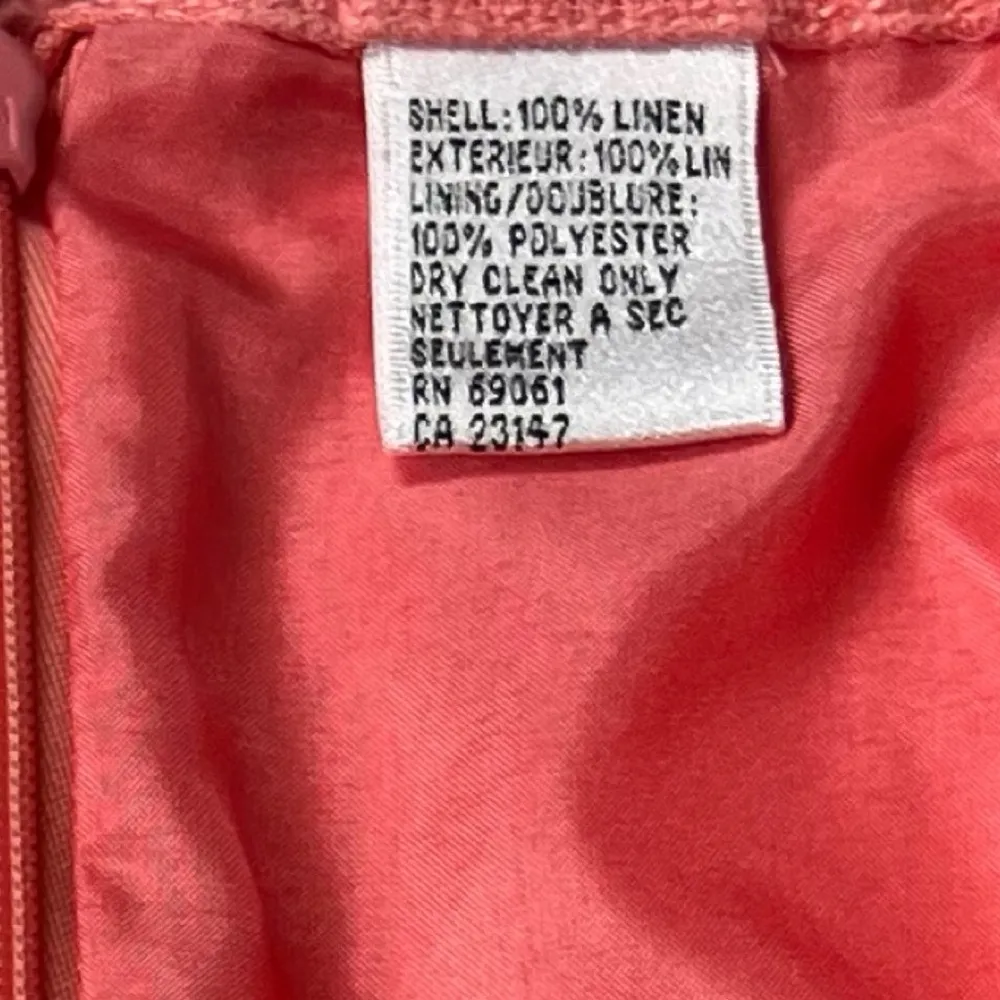 SHELL: 100% LINEN
EXTERIEUR: 100% LIN
LINING/DOUBLURE:
100% POLYESTER
DRY CLEAN ONLY
NETTOYER A SEC
SEULEMENT
RN 69061
CA 23147